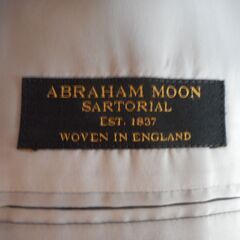 ABRAHAM MOON
SARTORIAL
EST. 1837
WOVEN IN ENGLAND